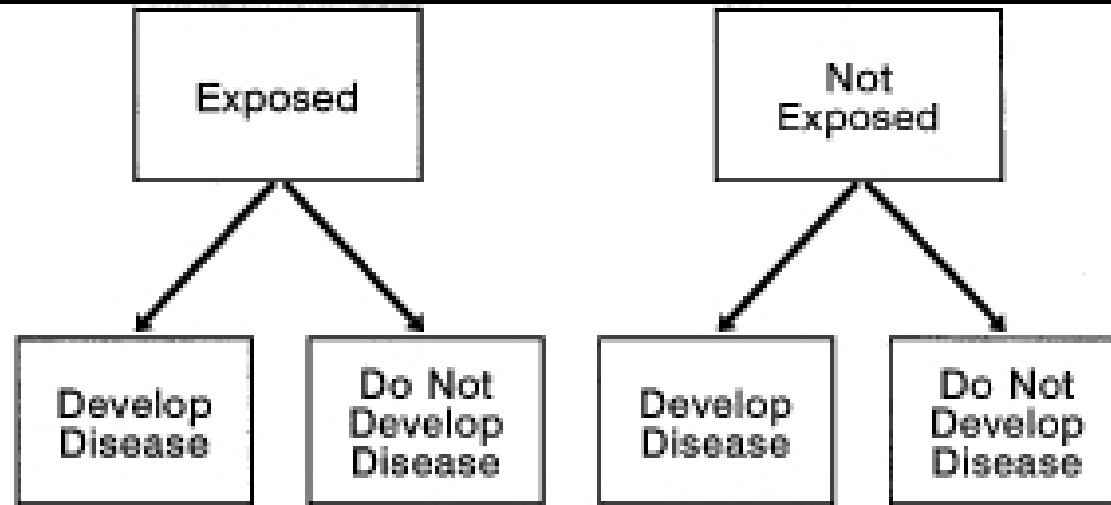 Exposed
Not
Exposed
Develop
Disease
Do Not
Develop
Disease
Develop
Disease
Do Not
Develop
Disease